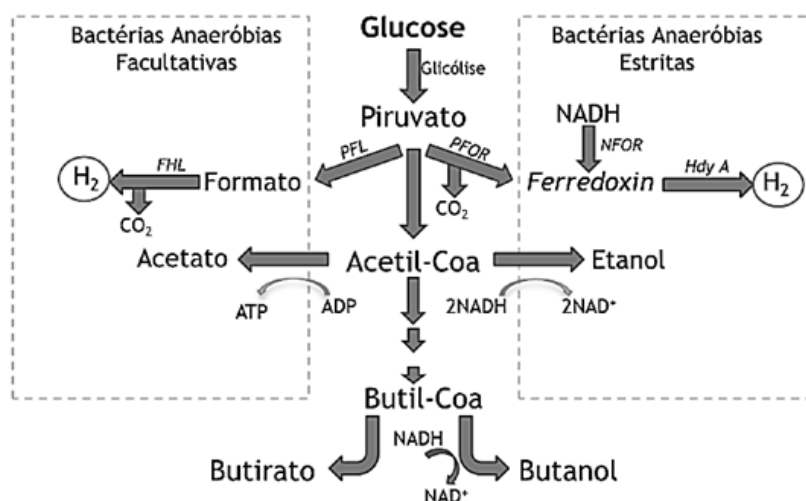 Bactérias Anaeróbias
Facultativas
Glucose
Bactérias Anaeróbias
Estritas
Glicólise
Piruvato
NADH
NFOR
PFL
PFOR
FHL
H₂
Formato
CO₂
CO₂
Ferredoxin
Hdy A
H₂
Acetato
Acetil-Coa
Etanol
ATP
ADP
2NADH
2NAD⁺
Butil-Coa
NADH
NAD⁺
Butirato
Butanol